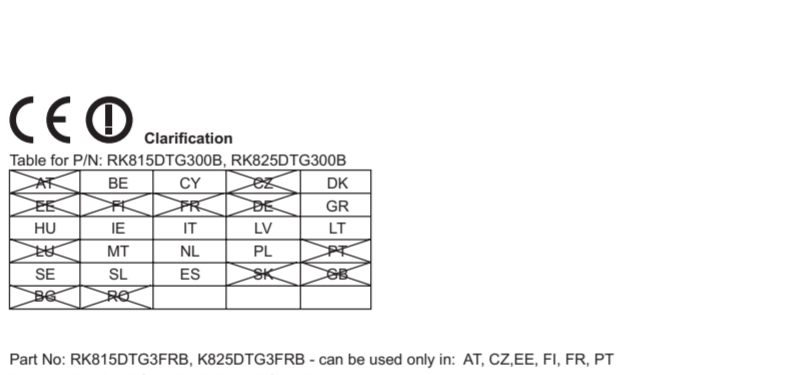 CE
Clarification
Table for P/N: RK815DTG300B, RK825DTG300B
AT BE CY CZ DK
EE FI FR DE GR
HU IE IT LV LT
LU MT NL PL PT
SE SL ES SK GB
BG RO
Part No: RK815DTG3FRB, K825DTG3FRB - can be used only in: AT, CZ,EE, FI, FR, PT